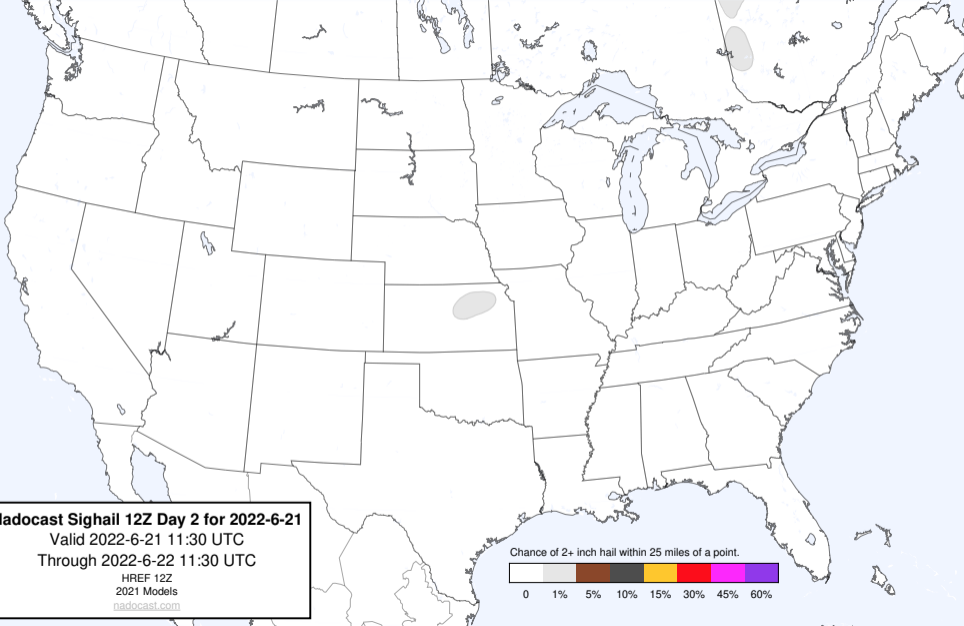 adocast Sighail 12Z Day 2 for 2022-6-21
Valid 2022-6-21 11:30 UTC
Through 2022-6-22 11:30 UTC
HREF 12Z
2021 Models
nadocast.com
Chance of 2+ inch hail within 25 miles of a point.
0 1% 5% 10% 15% 30% 45% 60%